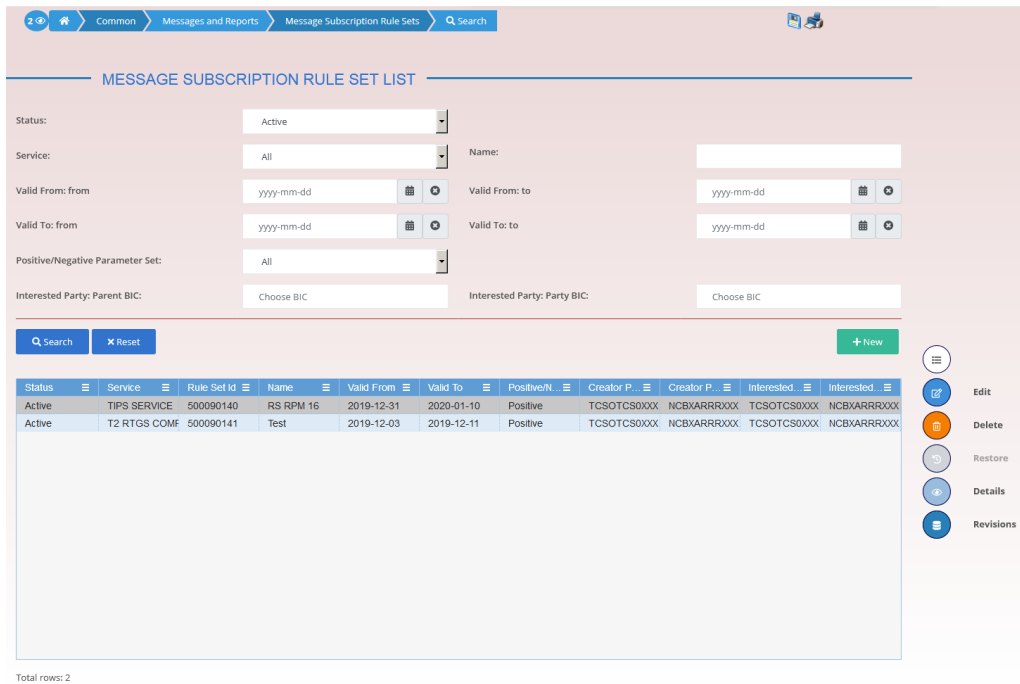 2 Common Messages and Reports Message Subscription Rule Sets Search
MESSAGE SUBSCRIPTION RULE SET LIST
Status: Active
Service: All Name:
Valid From: from yyyy-mm-dd Valid From: to yyyy-mm-dd
Valid To: from yyyy-mm-dd Valid To: to yyyy-mm-dd
Positive/Negative Parameter Set: All
Interested Party: Parent BIC: Choose BIC Interested Party: Party BIC: Choose BIC
Search Reset New
Status Service Rule Set Id Name Valid From Valid To Positive/N... Creator P... Creator P... Interested... Interested...
Active TIPS SERVICE 500090140 RS RPM 16 2019-12-31 2020-01-10 Positive TCSOTCS0XXX NCBXARRRXXX TCSOTCS0XXX NCBXARRRXXX
Active T2 RTGS COMP 500090141 Test 2019-12-03 2019-12-11 Positive TCSOTCS0XXX NCBXARRRXXX TCSOTCS0XXX NCBXARRRXXX
Edit
Delete
Restore
Details
Revisions
Total rows: 2